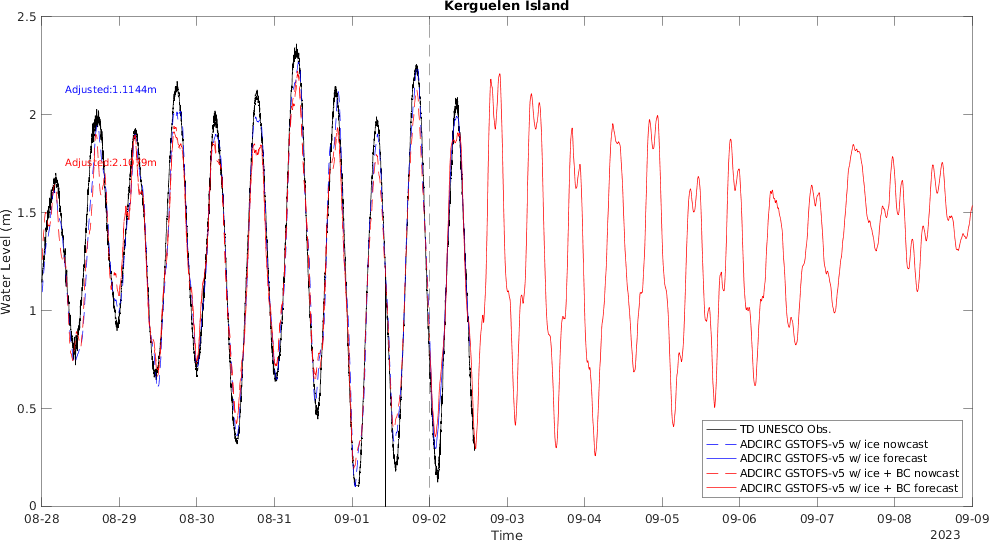 Kerguelen Island
2.5
2
1.5
1
0.5
0
Water Level (m)
Adjusted:1.1144m
Adjusted:2.1079m
TD UNESCO Obs.
ADCIRC GSTOFS-v5 w/ ice nowcast
ADCIRC GSTOFS-v5 w/ ice forecast
ADCIRC GSTOFS-v5 w/ ice + BC nowcast
ADCIRC GSTOFS-v5 w/ ice + BC forecast
08-28 08-29 08-30 08-31 09-01 09-02 09-03 09-04 09-05 09-06 09-07 09-08 09-09
Time
2023